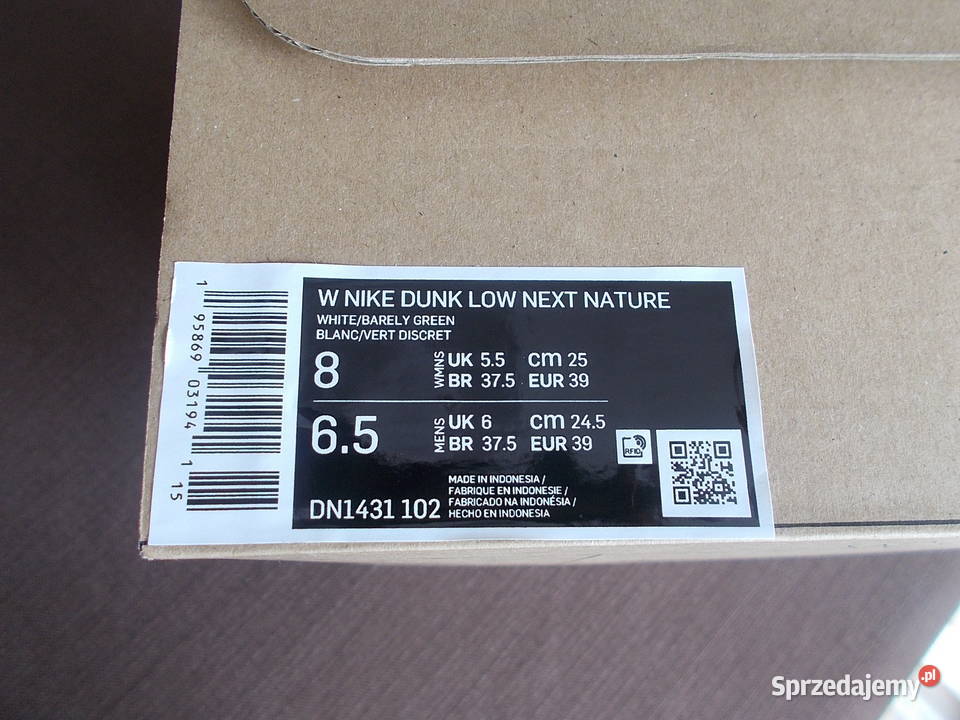 W NIKE DUNK LOW NEXT NATURE
WHITE/BARELY GREEN
BLANC/VERT DISCRET
8 WMNS UK 5.5 cm 25
BR 37.5 EUR 39
6.5 MENS UK 6 cm 24.5
BR 37.5 EUR 39
RFID
DN1431 102
MADE IN INDONESIA /
FABRIQUE EN INDONESIE /
FABRICADO NA INDONÉSIA /
HECHO EN INDONESIA
1 95869 03194 1
15
Sprzedajemy.pl